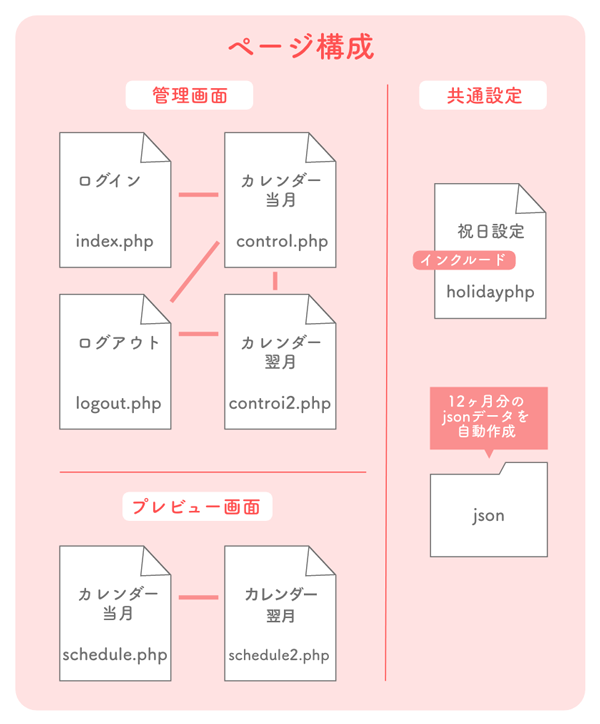 ページ構成
管理画面
ログイン
index.php
カレンダー
当月
control.php
ログアウト
logout.php
カレンダー
翌月
controi2.php
プレビュー画面
カレンダー
当月
schedule.php
カレンダー
翌月
schedule2.php
共通設定
祝日設定
インクルード
holidayphp
12ヶ月分の
jsonデータを
自動作成
json